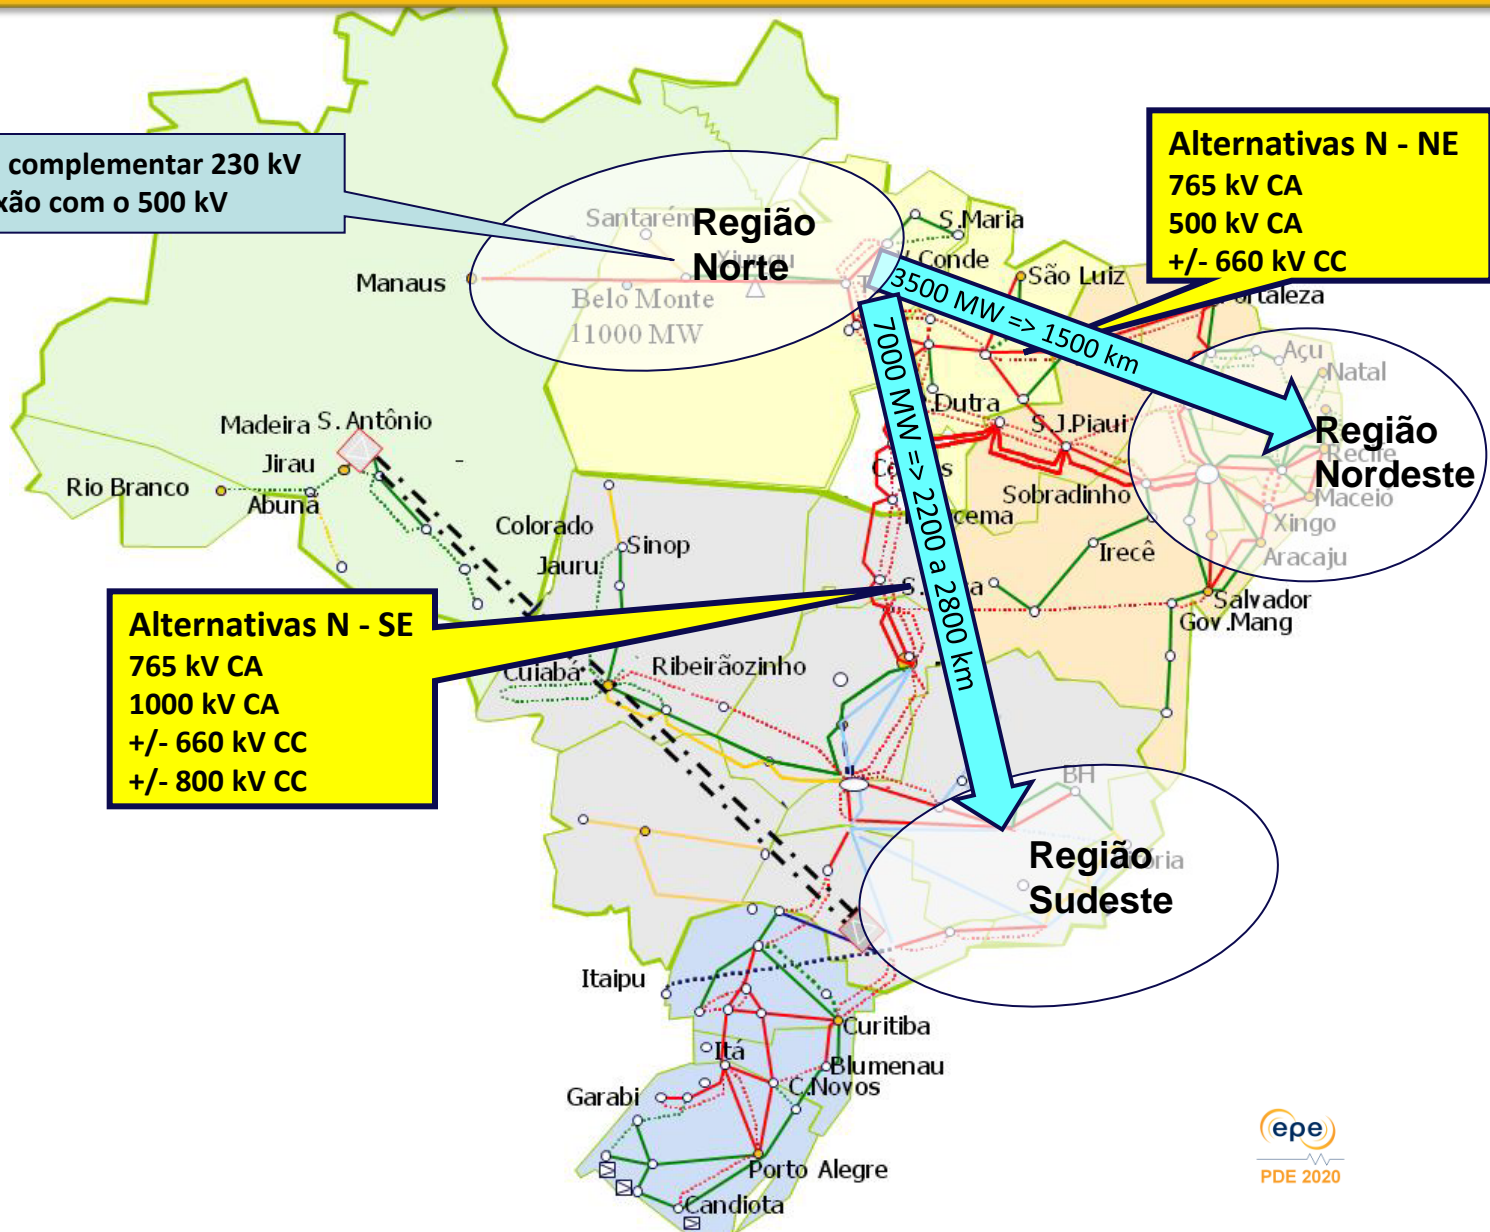 complementar 230 kV
xão com o 500 kV
Alternativas N - NE
765 kV CA
500 kV CA
+/- 660 kV CC
Santarém
Região
Norte
S.Maria
Conde
São Luiz
Manaus
Belo Monte
11000 MW
3500 MW => 1500 km
7000 MW => 2200 a 2800 km
Açu
Natal
Região
Nordeste
Recife
Maceio
Xingo
Aracaju
Dutra
S.J.Piaui
Sobradinho
Irecê
Salvador
Gov.Mang
Madeira
S. Antônio
Jirau
Rio Branco
Abunã
Colorado
Jauru
Sinop
Alternativas N - SE
765 kV CA
1000 kV CA
+/- 660 kV CC
+/- 800 kV CC
Cuiabá
Ribeirãozinho
BH
Região
Sudeste
Itaipu
Curitiba
Itá
Blumenau
C.Novos
Garabi
Porto Alegre
Candiota
epe
PDE 2020